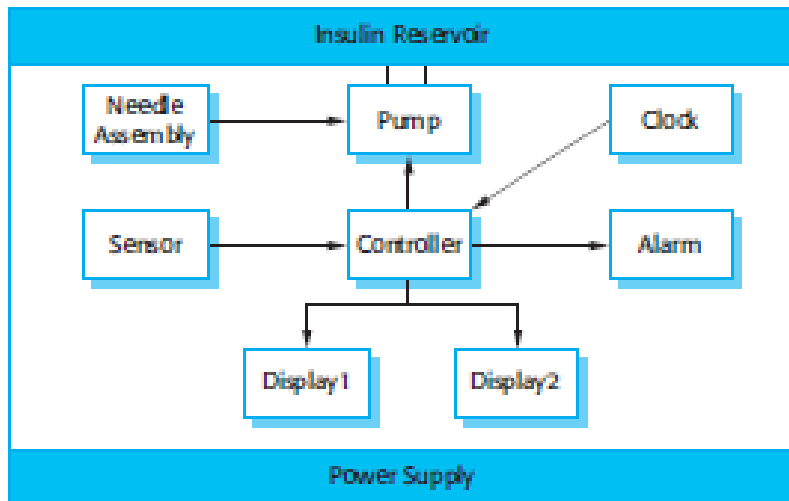 Insulin Reservoir
Needle
Assembly
Pump
Clock
Sensor
Controller
Alarm
Display1
Display2
Power Supply